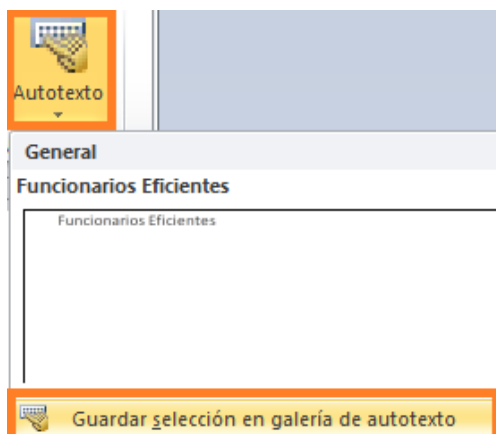 Autotexto
General
Funcionarios Eficientes
Funcionarios Eficientes
Guardar selección en galería de autotexto